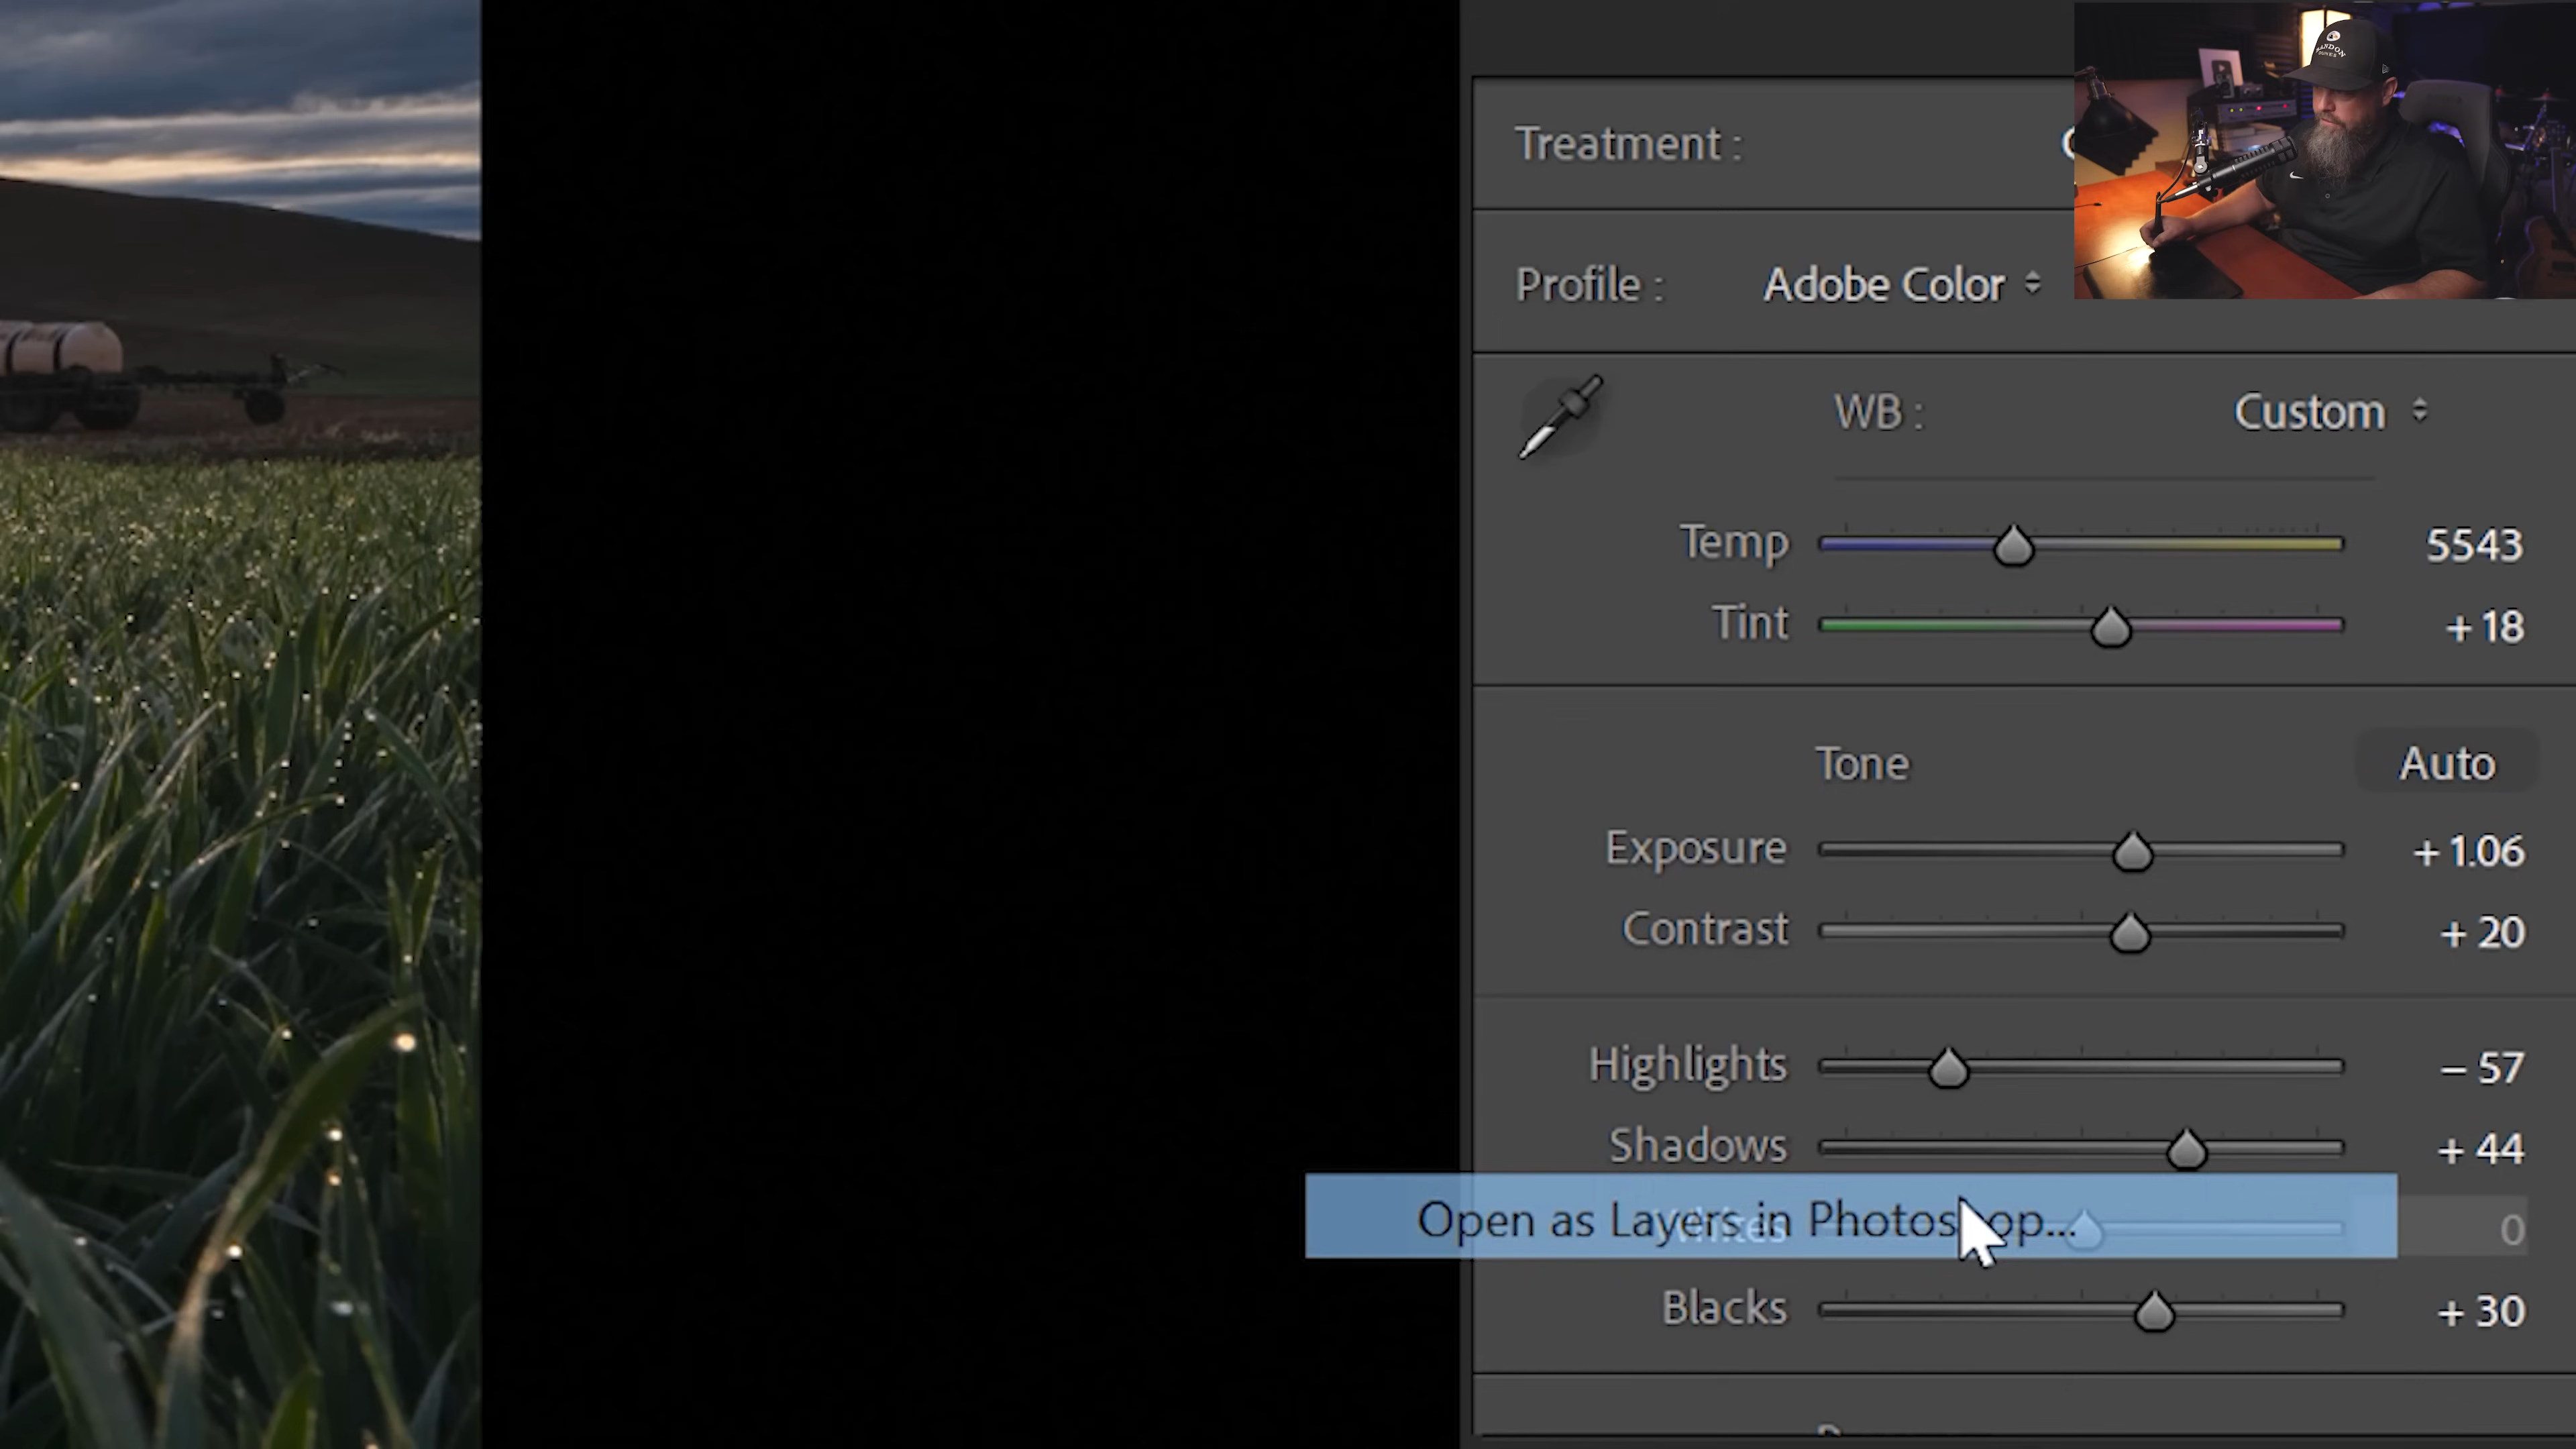 Treatment :
Profile : Adobe Color
WB : Custom
Temp 5543
Tint + 18
Tone Auto
Exposure + 1.06
Contrast + 20
Highlights – 57
Shadows + 44
Open as Layers in Photoshop...
Whites 0
Blacks + 30